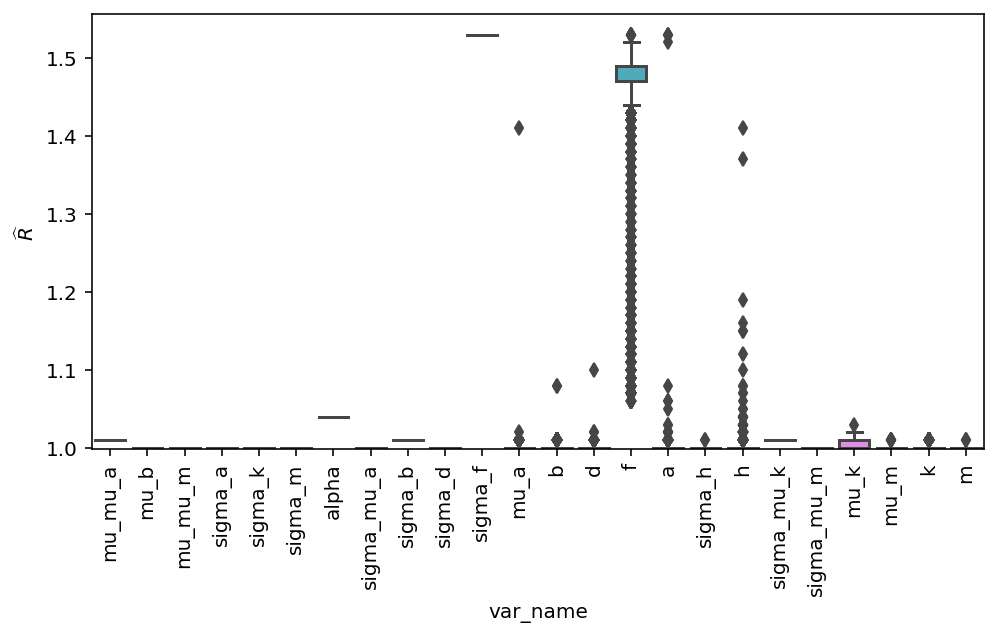 1.5
1.4
1.3
1.2
1.1
1.0
R̂
mu_mu_a
mu_b
mu_mu_m
sigma_a
sigma_k
sigma_m
alpha
sigma_mu_a
sigma_b
sigma_d
sigma_f
mu_a
b
d
f
a
sigma_h
h
sigma_mu_k
sigma_mu_m
mu_k
mu_m
k
m
var_name